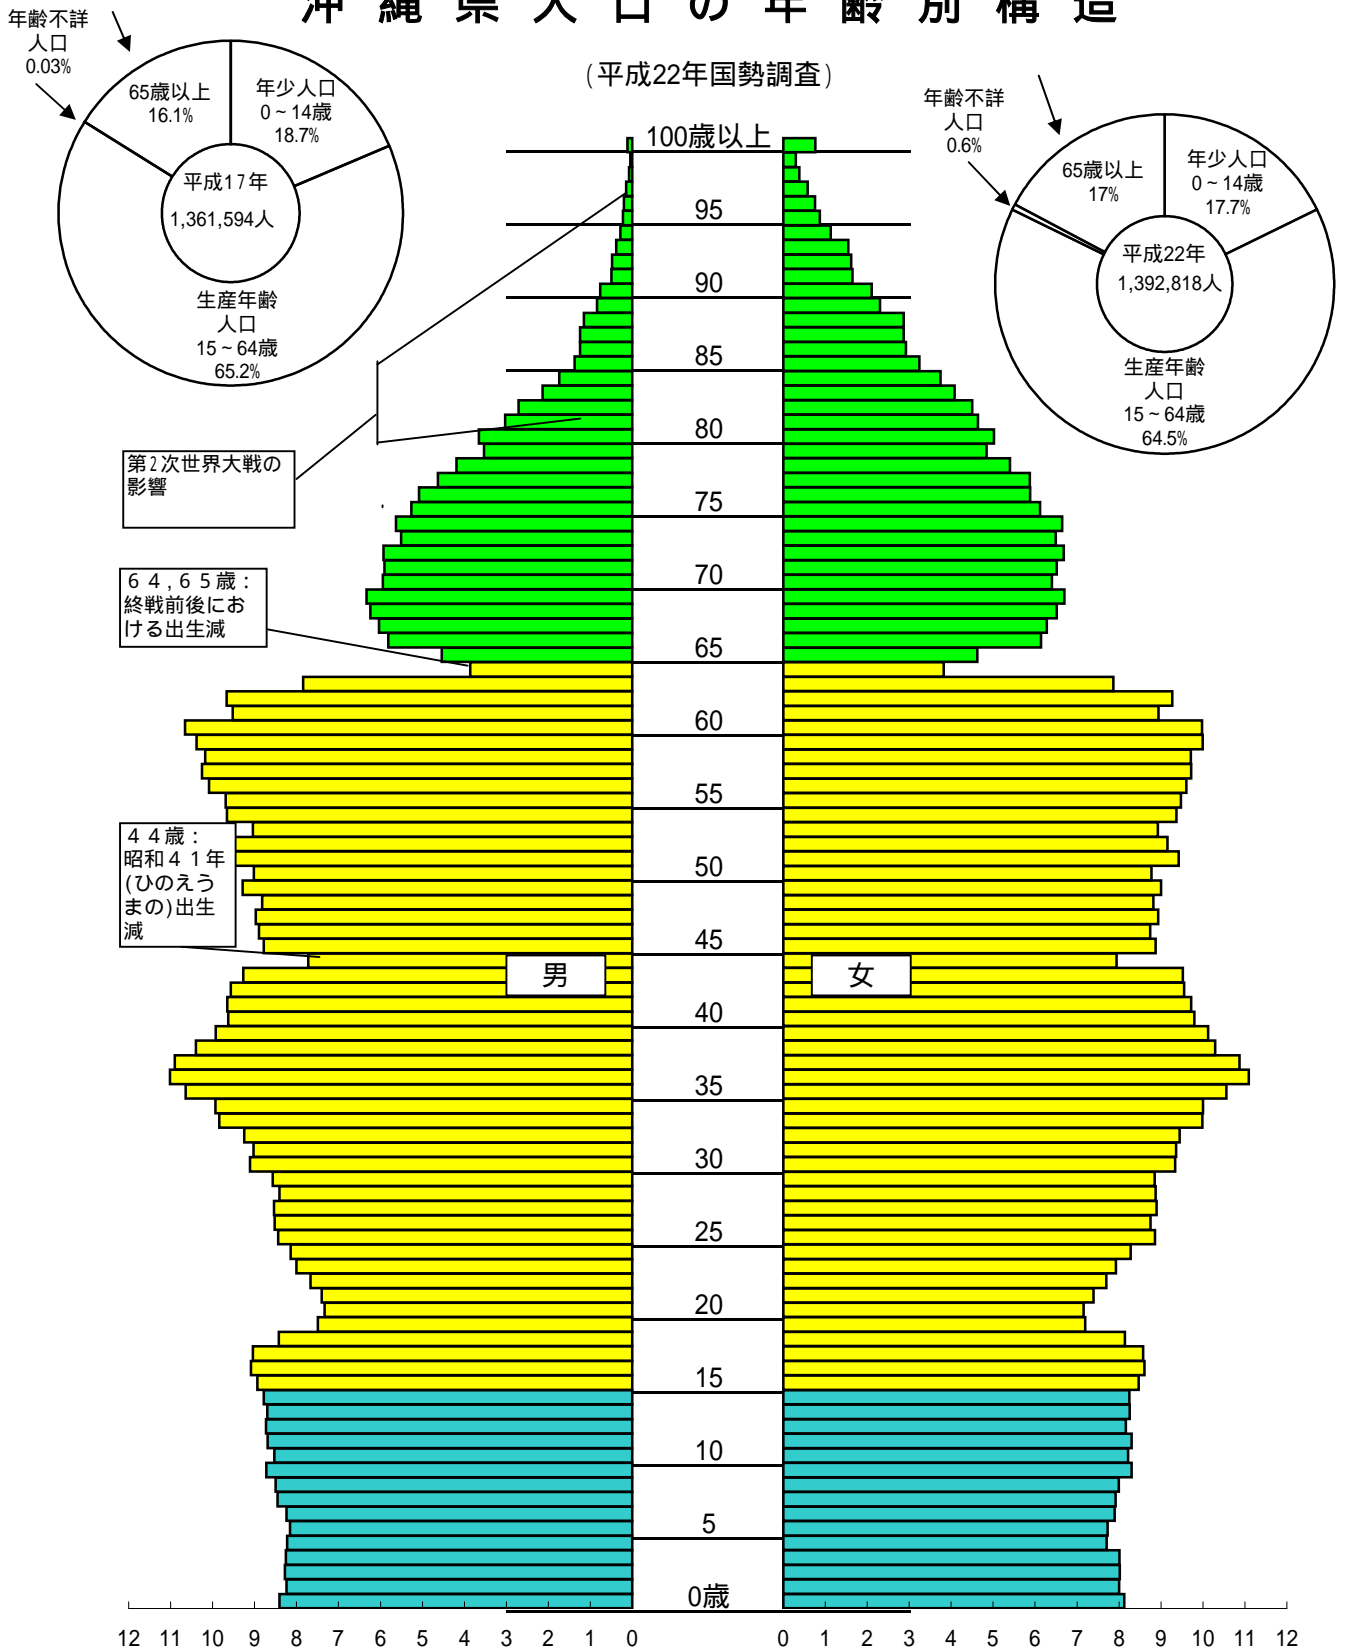 沖縄県人口の年齢別構造
(平成22年国勢調査)
年齢不詳
人口
0.03%
65歳以上
16.1%
年少人口
0~14歳
18.7%
平成17年
1,361,594人
生産年齢
人口
15~64歳
65.2%
年齢不詳
人口
0.6%
65歳以上
17%
年少人口
0~14歳
17.7%
平成22年
1,392,818人
生産年齢
人口
15~64歳
64.5%
100歳以上
95
90
85
80
75
70
65
60
55
50
45
40
35
30
25
20
15
10
5
0歳
第2次世界大戦の
影響
64,65歳:
終戦前後にお
ける出生減
44歳:
昭和41年
(ひのえう
まの)出生
減
男
女
12 11 10 9 8 7 6 5 4 3 2 1 0
0 1 2 3 4 5 6 7 8 9 10 11 12